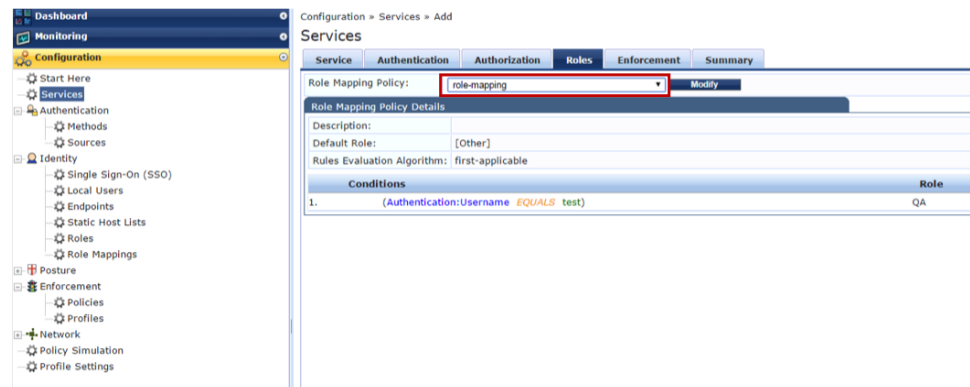 Dashboard
Monitoring
Configuration
Start Here
Services
Authentication
Methods
Sources
Identity
Single Sign-On (SSO)
Local Users
Endpoints
Static Host Lists
Roles
Role Mappings
Posture
Enforcement
Policies
Profiles
Network
Policy Simulation
Profile Settings
Configuration » Services » Add
Services
Service Authentication Authorization Roles Enforcement Summary
Role Mapping Policy: role-mapping Modify
Role Mapping Policy Details
Description:
Default Role: [Other]
Rules Evaluation Algorithm: first-applicable
Conditions Role
1. (Authentication:Username EQUALS test) QA